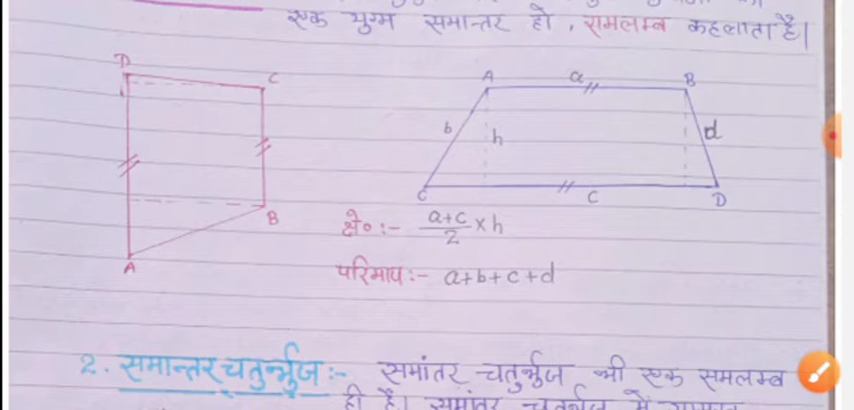 एक युग्म समान्तर हो, समलम्ब कहलाता है।
D
C
B
A
A a B
b h d
C c D
क्षे० :- a+c/2 × h
परिमाप :- a+b+c+d
2. समान्तर चतुर्भुज :- समांतर चतुर्भुज भी एक समलम्ब
ही है। समांतर चतुर्भुज में